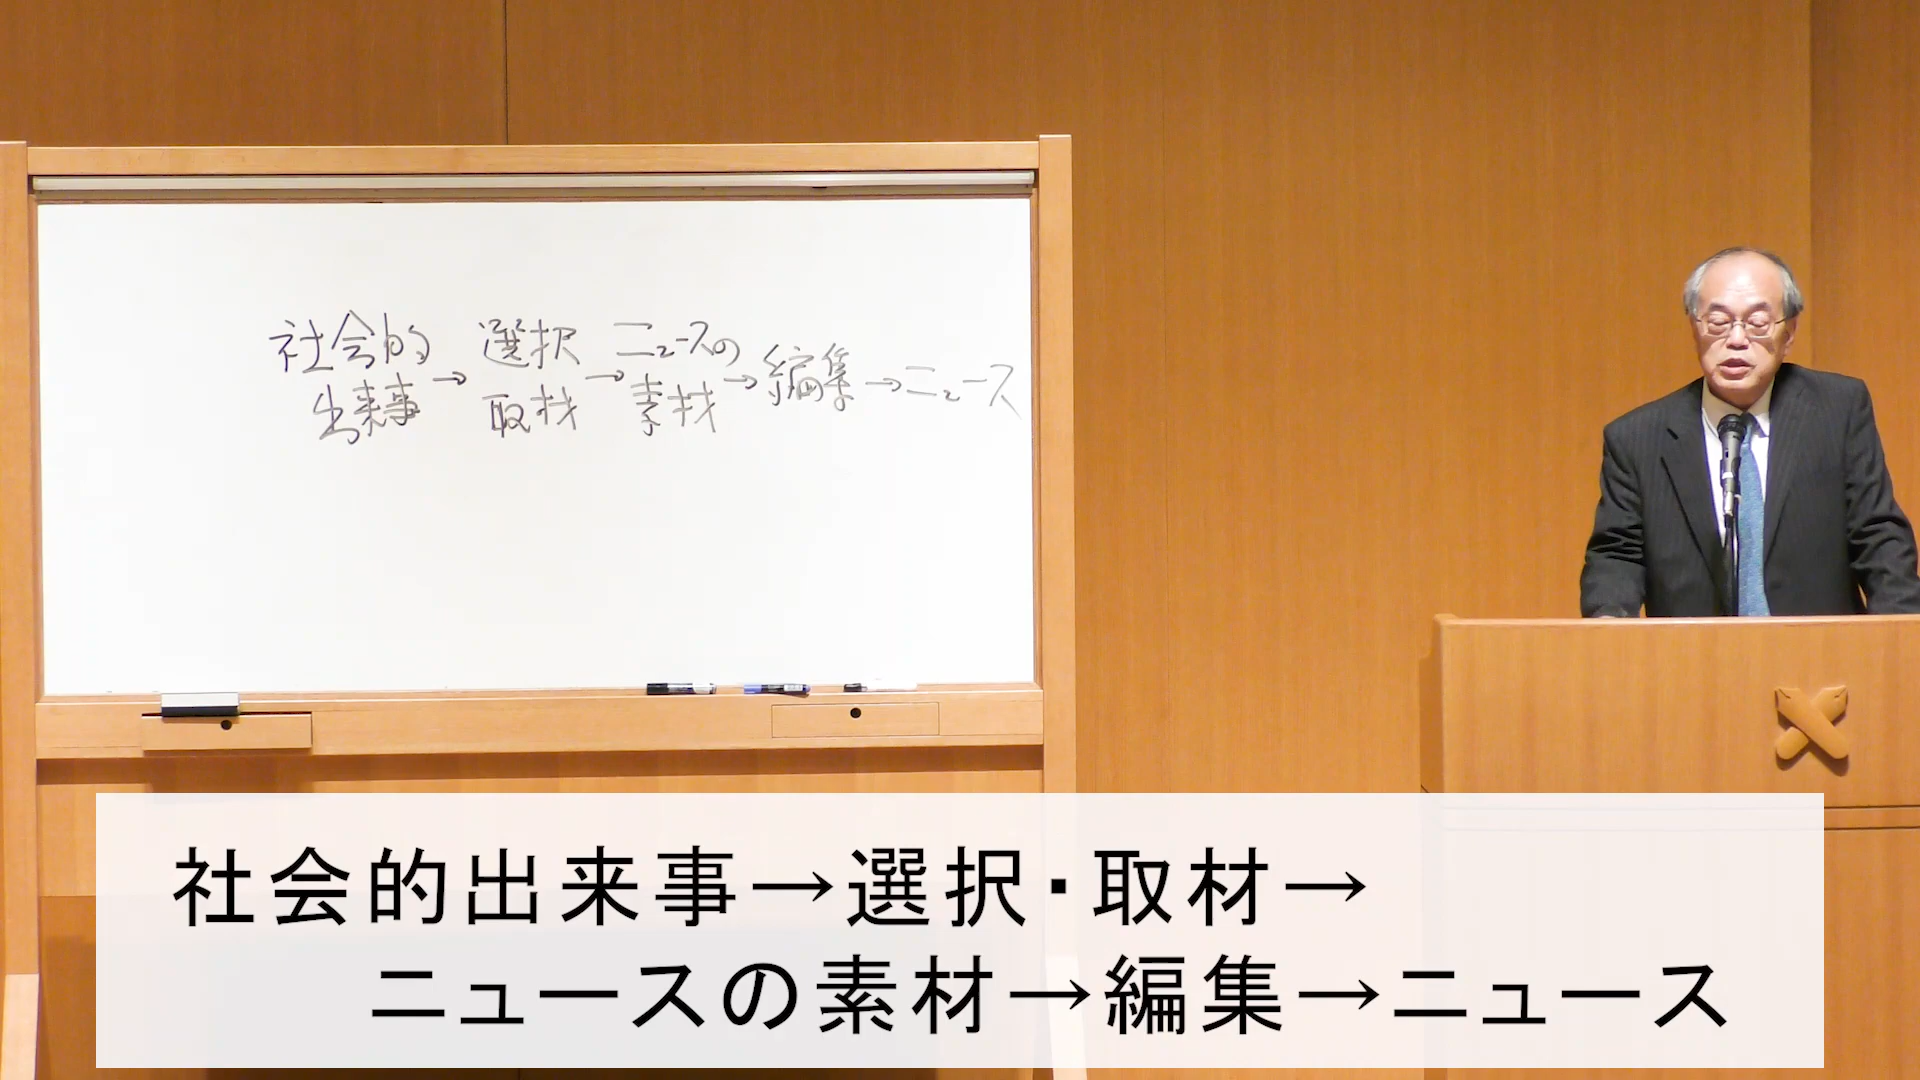 社会的 選択 ニュースの
出来事→取材→素材→編集→ニュース
社会的出来事→選択・取材→
ニュースの素材→編集→ニュース